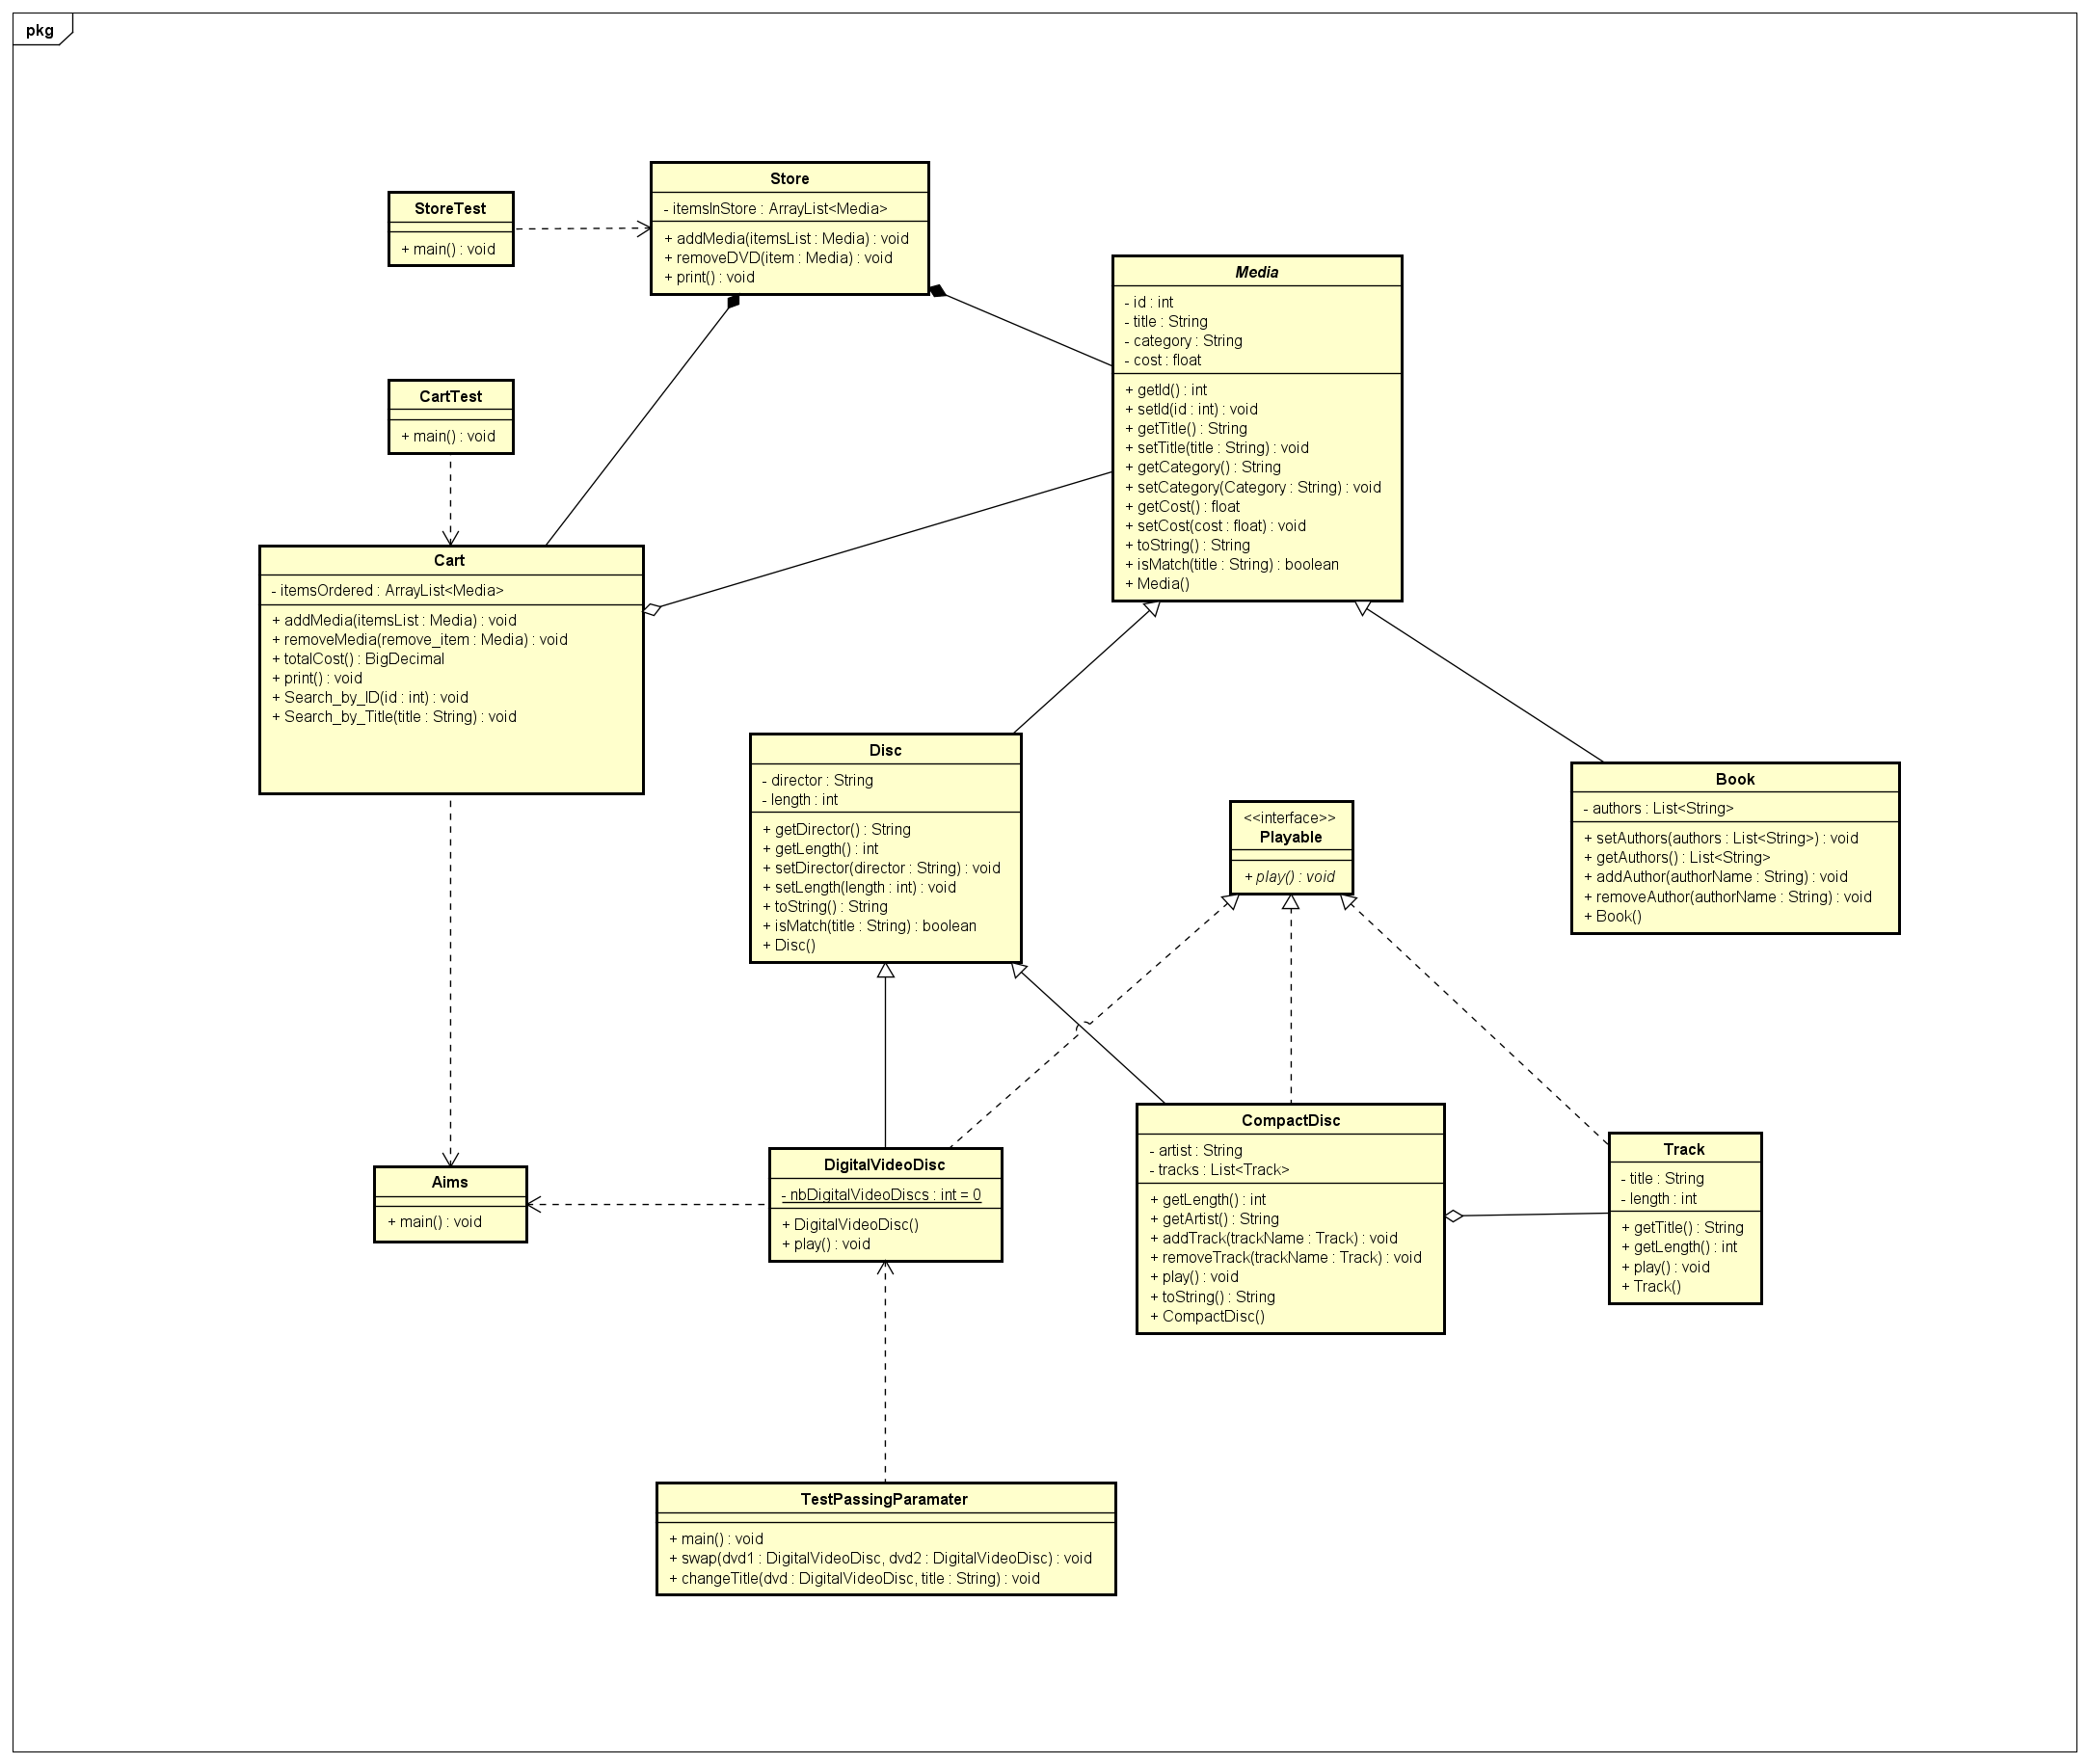 pkg
Store
- itemsInStore : ArrayList<Media>
+ addMedia(itemsList : Media) : void
+ removeDVD(item : Media) : void
+ print() : void
StoreTest
+ main() : void
Media
- id : int
- title : String
- category : String
- cost : float
+ getId() : int
+ setId(id : int) : void
+ getTitle() : String
+ setTitle(title : String) : void
+ getCategory() : String
+ setCategory(Category : String) : void
+ getCost() : float
+ setCost(cost : float) : void
+ toString() : String
+ isMatch(title : String) : boolean
+ Media()
CartTest
+ main() : void
Cart
- itemsOrdered : ArrayList<Media>
+ addMedia(itemsList : Media) : void
+ removeMedia(remove_item : Media) : void
+ totalCost() : BigDecimal
+ print() : void
+ Search_by_ID(id : int) : void
+ Search_by_Title(title : String) : void
Disc
- director : String
- length : int
+ getDirector() : String
+ getLength() : int
+ setDirector(director : String) : void
+ setLength(length : int) : void
+ toString() : String
+ isMatch(title : String) : boolean
+ Disc()
<<interface>>
Playable
+ play() : void
Book
- authors : List<String>
+ setAuthors(authors : List<String>) : void
+ getAuthors() : List<String>
+ addAuthor(authorName : String) : void
+ removeAuthor(authorName : String) : void
+ Book()
Aims
+ main() : void
DigitalVideoDisc
- nbDigitalVideoDiscs : int = 0
+ DigitalVideoDisc()
+ play() : void
CompactDisc
- artist : String
- tracks : List<Track>
+ getLength() : int
+ getArtist() : String
+ addTrack(trackName : Track) : void
+ removeTrack(trackName : Track) : void
+ play() : void
+ toString() : String
+ CompactDisc()
Track
- title : String
- length : int
+ getTitle() : String
+ getLength() : int
+ play() : void
+ Track()
TestPassingParamater
+ main() : void
+ swap(dvd1 : DigitalVideoDisc, dvd2 : DigitalVideoDisc) : void
+ changeTitle(dvd : DigitalVideoDisc, title : String) : void